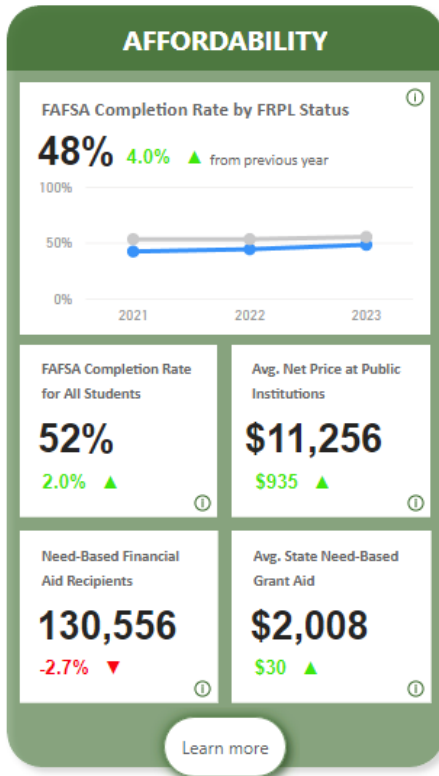 AFFORDABILITY
FAFSA Completion Rate by FRPL Status
48% 4.0% ▲ from previous year
100%
50%
0%
2021 2022 2023
FAFSA Completion Rate
for All Students
52%
2.0% ▲
Avg. Net Price at Public
Institutions
$11,256
$935 ▲
Need-Based Financial
Aid Recipients
130,556
-2.7% ▼
Avg. State Need-Based
Grant Aid
$2,008
$30 ▲
Learn more